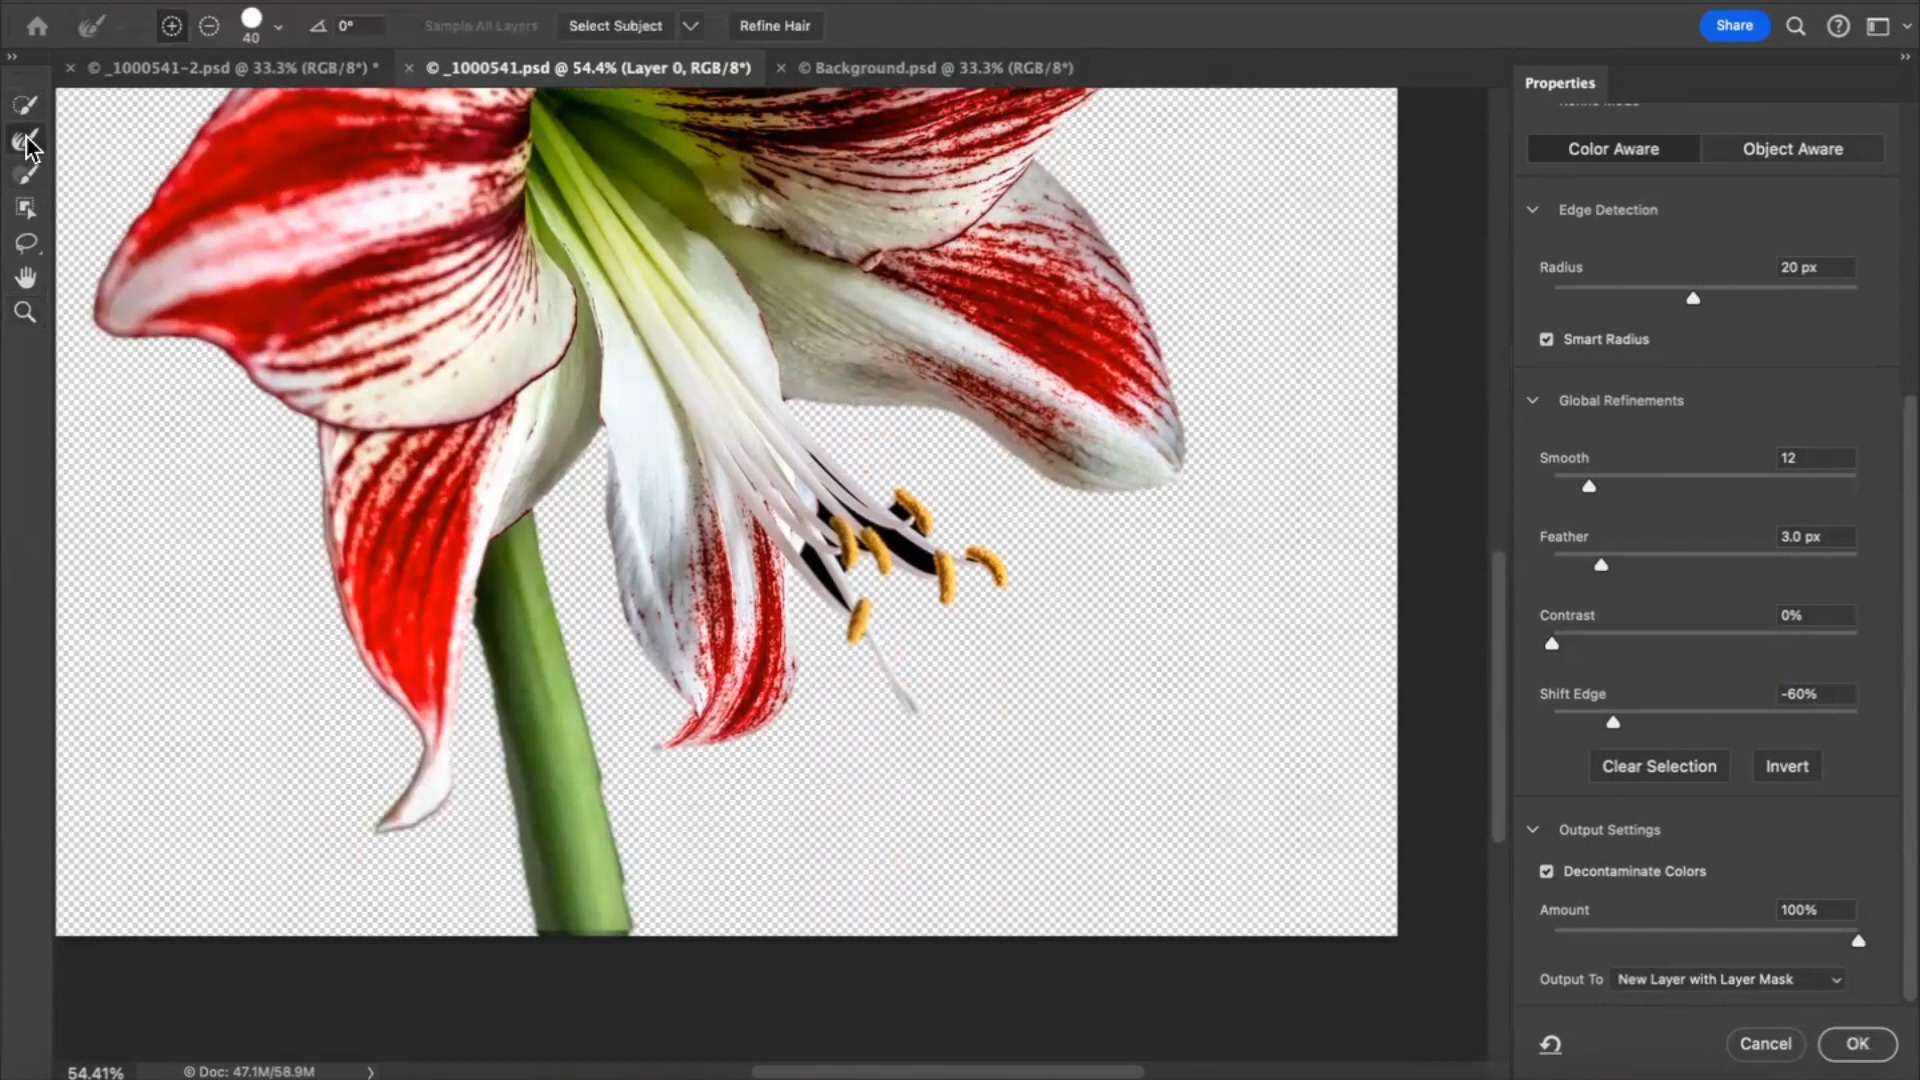 40
0°
Sample All Layers
Select Subject
Refine Hair
Share
© _1000541-2.psd @ 33.3% (RGB/8*) *
© _1000541.psd @ 54.4% (Layer 0, RGB/8*)
© Background.psd @ 33.3% (RGB/8*)
Properties
Refine Mode
Color Aware
Object Aware
Edge Detection
Radius
20 px
Smart Radius
Global Refinements
Smooth
12
Feather
3.0 px
Contrast
0%
Shift Edge
-60%
Clear Selection
Invert
Output Settings
Decontaminate Colors
Amount
100%
Output To
New Layer with Layer Mask
Cancel
OK
54.41%
© Doc: 47.1M/58.9M